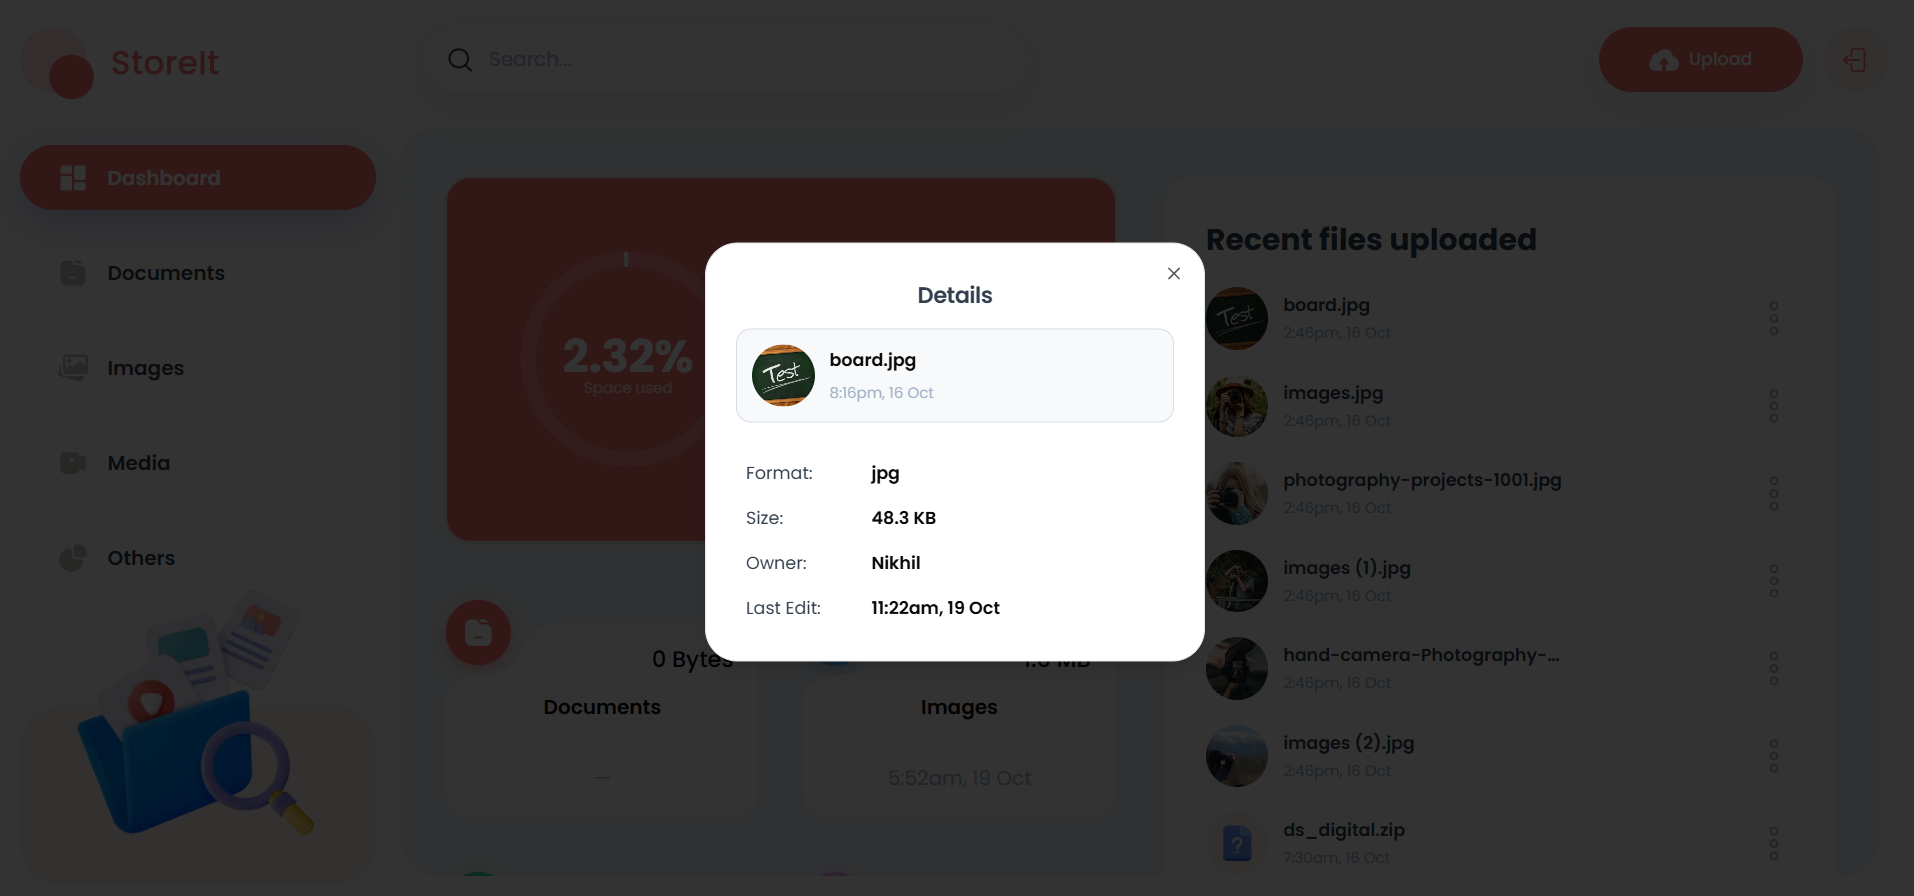 StoreIt
Search...
Upload
Dashboard
Documents
Images
Media
Others
2.32%
Space used
0 Bytes
Documents
—
Images
5:52am, 19 Oct
Details
Test
board.jpg
8:16pm, 16 Oct
Format: jpg
Size: 48.3 KB
Owner: Nikhil
Last Edit: 11:22am, 19 Oct
Recent files uploaded
Test
board.jpg
2:46pm, 16 Oct
images.jpg
2:46pm, 16 Oct
photography-projects-1001.jpg
2:46pm, 16 Oct
images (1).jpg
2:46pm, 16 Oct
hand-camera-Photography-...
2:46pm, 16 Oct
images (2).jpg
2:46pm, 16 Oct
?
ds_digital.zip
7:30am, 16 Oct